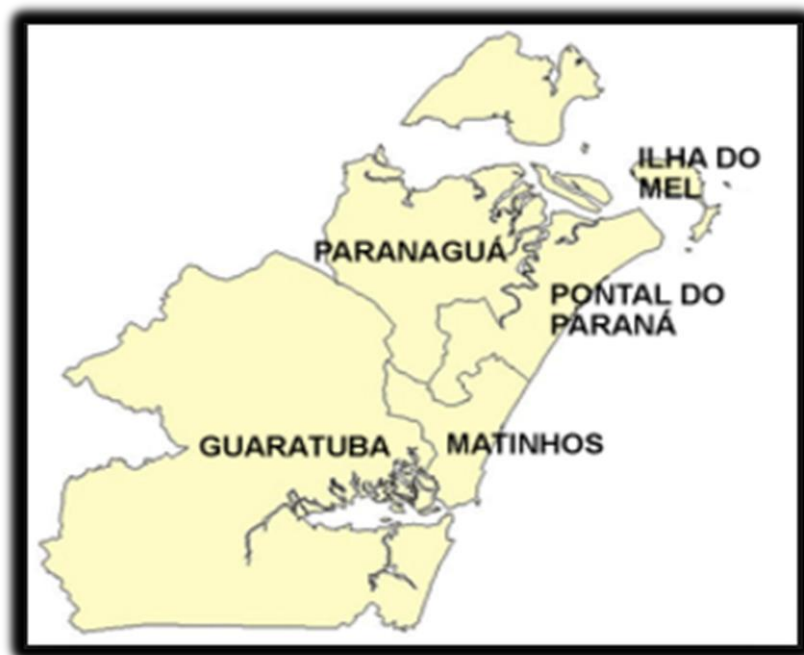 ILHA DO
MEL
PARANAGUÁ
PONTAL DO
PARANÁ
GUARATUBA
MATINHOS